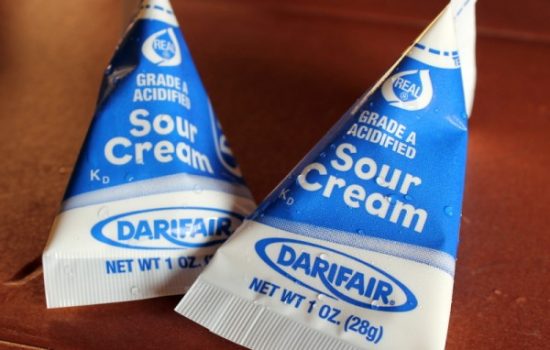 REAL
®
GRADE A
ACIDIFIED
Sour
Cream
K D
DARIFAIR
NET WT 1 OZ.
REAL
®
GRADE A
ACIDIFIED
Sour
Cream
K D
DARIFAIR®
NET WT 1 OZ. (28g)